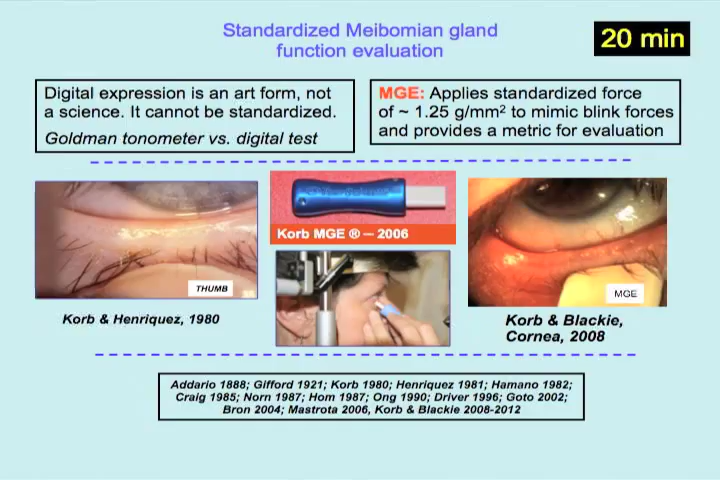 Standardized Meibomian gland
function evaluation
20 min
Digital expression is an art form, not
a science. It cannot be standardized.
Goldman tonometer vs. digital test
MGE: Applies standardized force
of ~ 1.25 g/mm² to mimic blink forces
and provides a metric for evaluation
THUMB
Korb MGE ® — 2006
MGE
Korb & Henriquez, 1980
Korb & Blackie,
Cornea, 2008
Addario 1888; Gifford 1921; Korb 1980; Henriquez 1981; Hamano 1982;
Craig 1985; Norn 1987; Hom 1987; Ong 1990; Driver 1996; Goto 2002;
Bron 2004; Mastrota 2006, Korb & Blackie 2008-2012